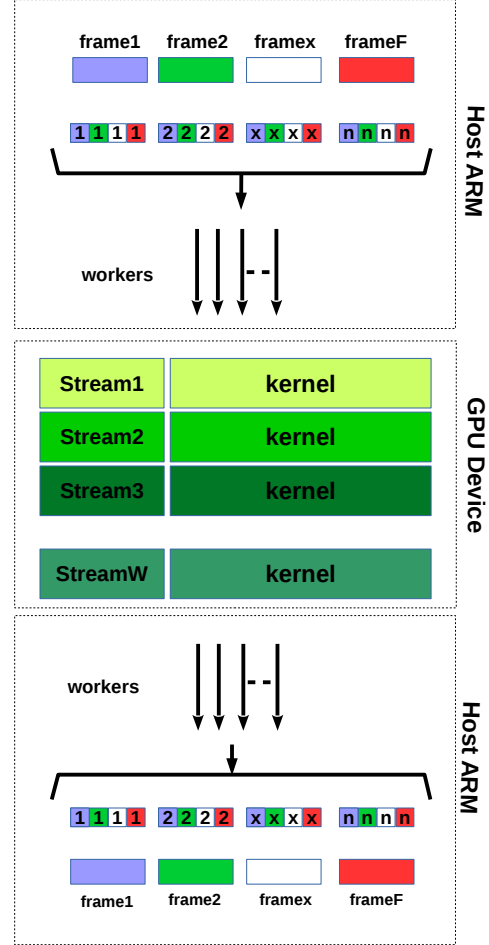 frame1 frame2 framex frameF
1 1 1 1 2 2 2 2 x x x x n n n n
Host ARM
workers
Stream1 kernel
Stream2 kernel
Stream3 kernel
StreamW kernel
GPU Device
workers
Host ARM
1 1 1 1 2 2 2 2 x x x x n n n n
frame1 frame2 framex frameF